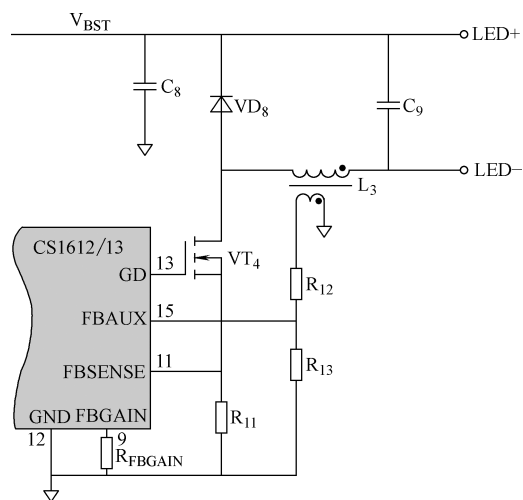 V_BST
LED+
C_8
VD_8
C_9
LED−
L_3
CS1612/13
GD
13
VT_4
R_12
FBAUX
15
FBSENSE
11
R_13
R_11
GND
FBGAIN
12
9
R_FBGAIN